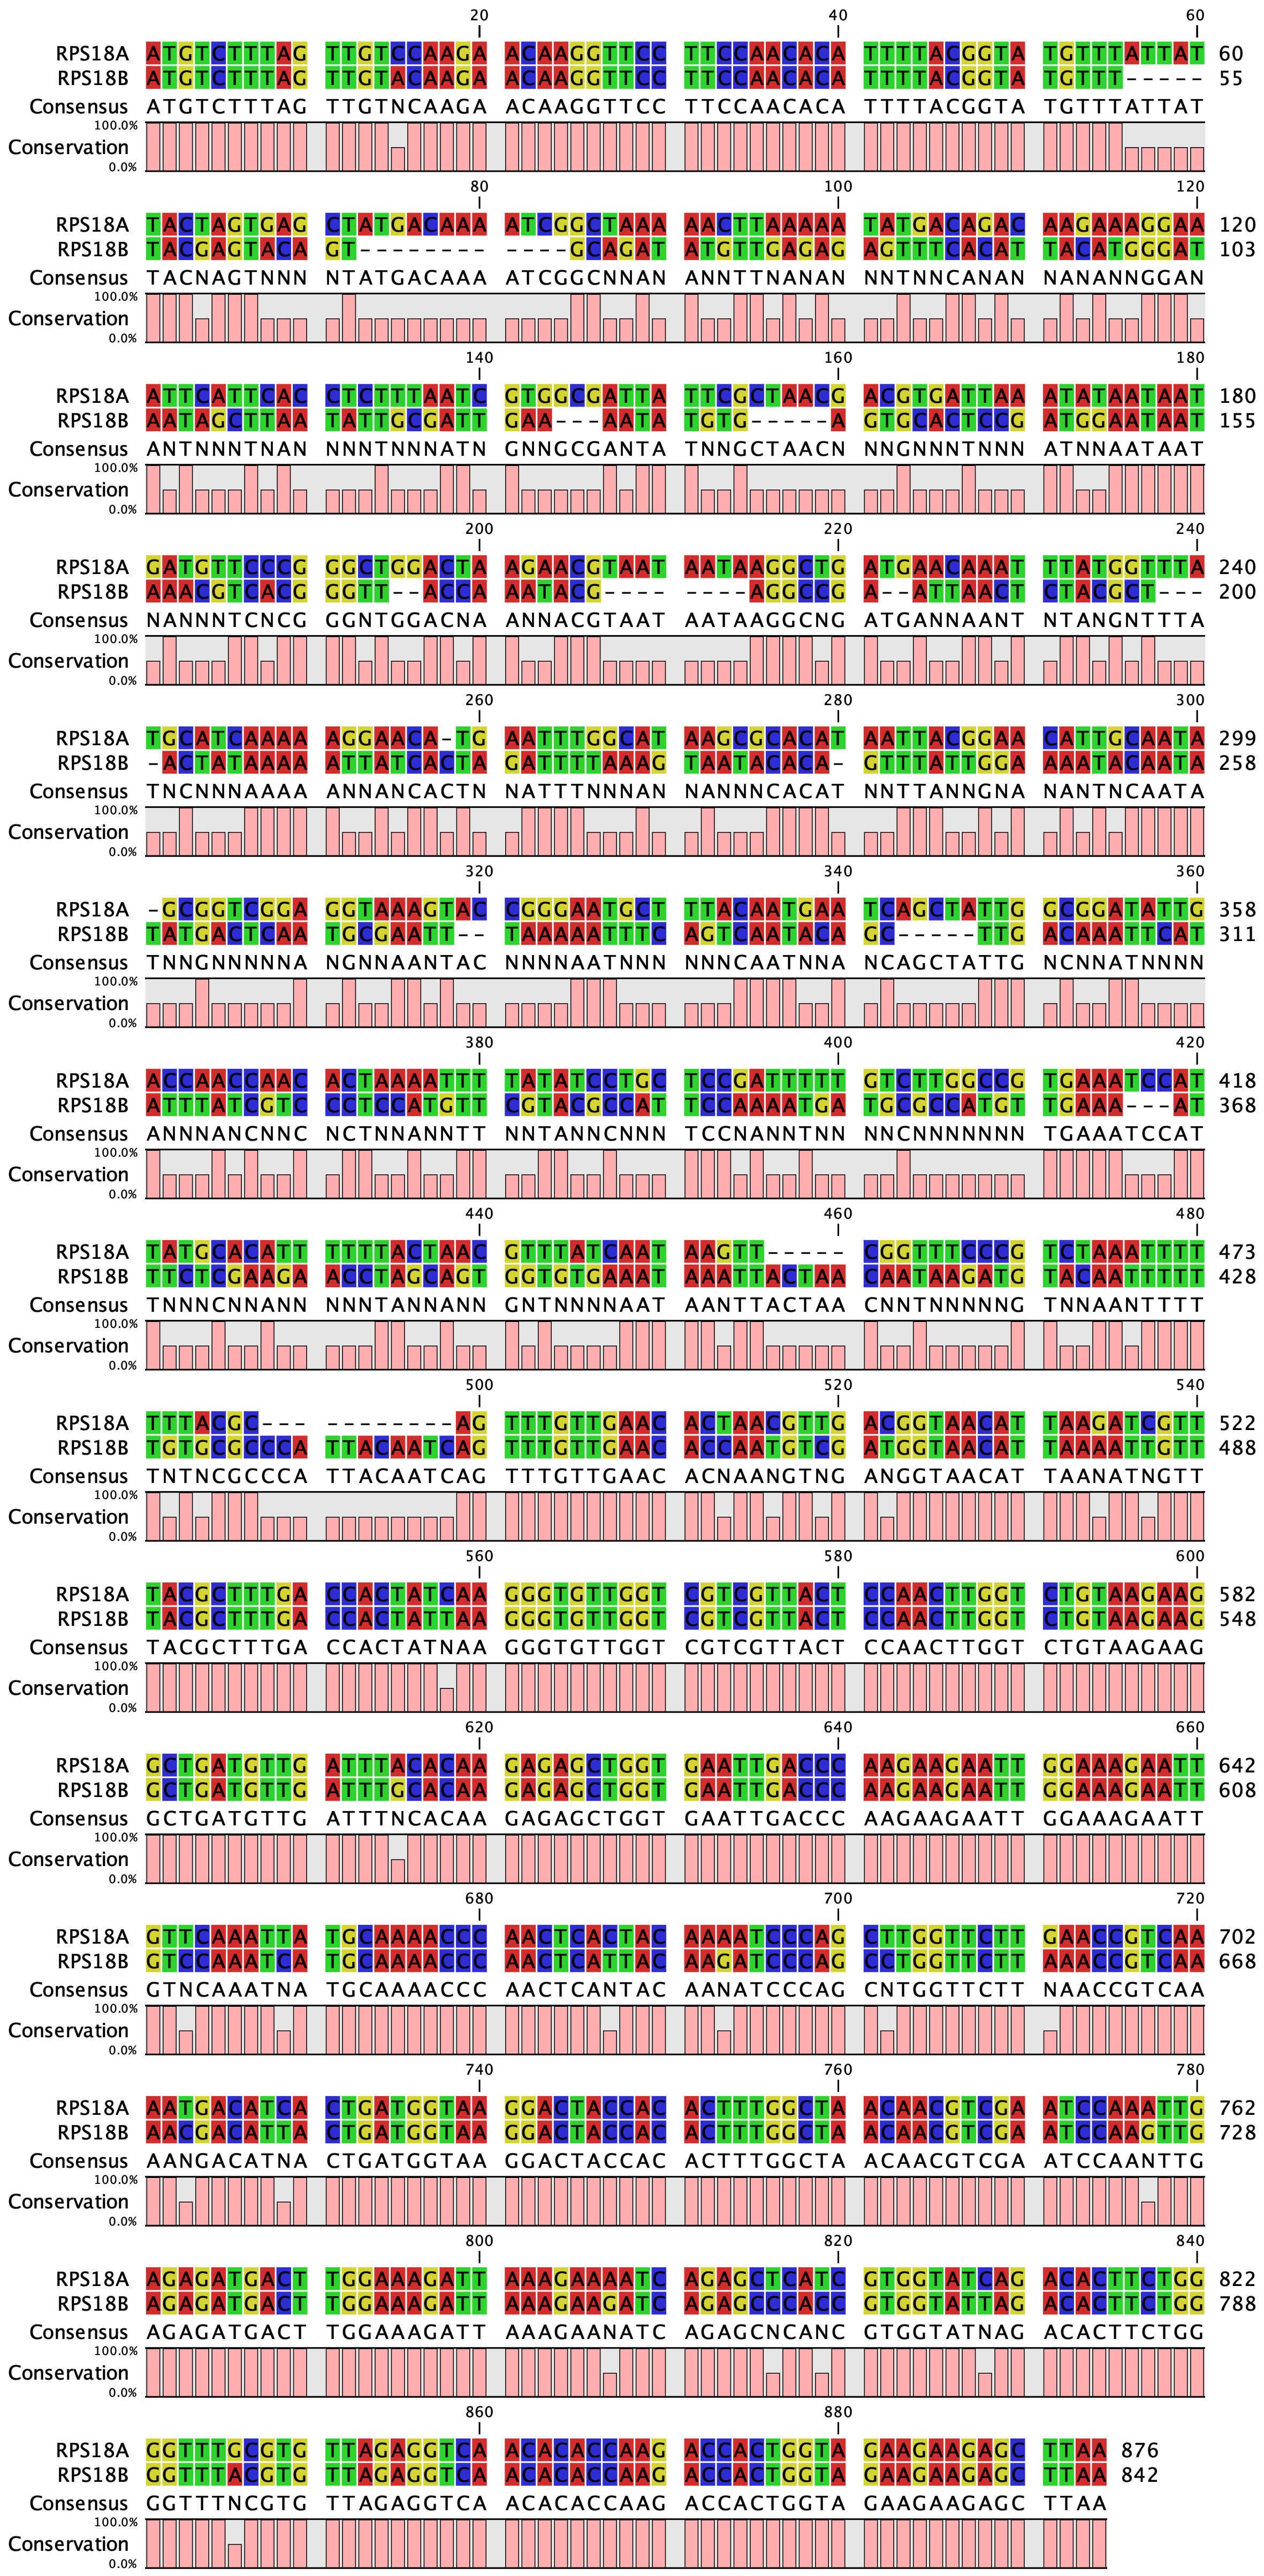 20 40 60
RPS18A ATGTCTTTAG TTGTCCAAGA ACAAGGTTCC TTCCAACACA TTTTACGGTA TGTTTATTAT 60
RPS18B ATGTCTTTAG TTGTACAAGA ACAAGGTTCC TTCCAACACA TTTTACGGTA TGTTT----- 55
Consensus ATGTCTTTAG TTGTNCAAGA ACAAGGTTCC TTCCAACACA TTTTACGGTA TGTTTATTAT
100.0%
Conservation
0.0%
80 100 120
RPS18A TACTAGTGAG CTATGACAAA ATCGGCTAAA AACTTAAAAA TATGACAGAC AAGAAAGGAA 120
RPS18B TACGAGTACA GT-------- ----GCAGAT ATGTTGAGAG AGTTTCACAT TACATGGGAT 103
Consensus TACNAGTNNN NTATGACAAA ATCGGCNNAN ANNTTNANAN NNTNNCANAN NANANNGGAN
100.0%
Conservation
0.0%
140 160 180
RPS18A ATTCATTCAC CTCTTTAATC GTGGCGATTA TTCGCTAACG ACGTGATTAA ATATAATAAT 180
RPS18B AATAGCTTAA TATTGCGATT GAA---AATA TGTG-----A GTGCACTCCG ATGGAATAAT 155
Consensus ANTNNNTNAN NNNTNNNATN GNNGCGANTA TNNGCTAACN NNGNNNTNNN ATNNAATAAT
100.0%
Conservation
0.0%
200 220 240
RPS18A GATGTTCCCG GGCTGGACTA AGAACGTAAT AATAAGGCTG ATGAACAAAT TTATGGTTTA 240
RPS18B AAACGTCACG GGTT--ACCA AATACG---- ----AGGCCG A--ATTAACT CTACGCT--- 200
Consensus NANNNTCNCG GGNTGGACNA ANNACGTAAT AATAAGGCNG ATGANNAANT NTANGNTTTA
100.0%
Conservation
0.0%
260 280 300
RPS18A TGCATCAAAA AGGAACA-TG AATTTGGCAT AAGCGCACAT AATTACGGAA CATTGCAATA 299
RPS18B -ACTATAAAA ATTATCACTA GATTTTAAAG TAATACACA- GTTTATTGGA AAATACAATA 258
Consensus TNCNNNAAAA ANNANCACTN NATTTNNNAN NANNNCACAT NNTTANNGNA NANTNCAATA
100.0%
Conservation
0.0%
320 340 360
RPS18A -GCGGTCGGA GGTAAAGTAC CGGGAATGCT TTACAATGAA TCAGCTATTG GCGGATATTG 358
RPS18B TATGACTCAA TGCGAATT-- TAAAAATTTC AGTCAATACA GC-----TTG ACAAATTCAT 311
Consensus TNNGNNNNNA NGNNAANTAC NNNNAATNNN NNNCAATNNA NCAGCTATTG NCNNATNNNN
100.0%
Conservation
0.0%
380 400 420
RPS18A ACCAACCAAC ACTAAAATTT TATATCCTGC TCCGATTTTT GTCTTGGCCG TGAAATCCAT 418
RPS18B ATTTATCGTC CCTCCATGTT CGTACGCCAT TCCAAAATGA TGCGCCATGT TGAAA---AT 368
Consensus ANNNANCNNC NCTNNANNTT NNTANNCNNN TCCNANNTNN NNCNNNNNNN TGAAATCCAT
100.0%
Conservation
0.0%
440 460 480
RPS18A TATGCACATT TTTTACTAAC GTTTATCAAT AAGTT----- CGGTTTCCCG TCTAAATTTT 473
RPS18B TTCTCGAAGA ACCTAGCAGT GGTGTGAAAT AAATTACTAA CAATAAGATG TACAATTTTT 428
Consensus TNNNCNNANN NNNTANNANN GNTNNNNAAT AANTTACTAA CNNTNNNNNG TNNAANTTTT
100.0%
Conservation
0.0%
500 520 540
RPS18A TTTACGC--- --------AG TTTGTTGAAC ACTAACGTTG ACGGTAACAT TAAGATCGTT 522
RPS18B TGTGCGCCCA TTACAATCAG TTTGTTGAAC ACCAATGTCG ATGGTAACAT TAAAATTGTT 488
Consensus TNTNCGCCCA TTACAATCAG TTTGTTGAAC ACNAANGTNG ANGGTAACAT TAANATNGTT
100.0%
Conservation
0.0%
560 580 600
RPS18A TACGCTTTGA CCACTATCAA GGGTGTTGGT CGTCGTTACT CCAACTTGGT CTGTAAGAAG 582
RPS18B TACGCTTTGA CCACTATTAA GGGTGTTGGT CGTCGTTACT CCAACTTGGT CTGTAAGAAG 548
Consensus TACGCTTTGA CCACTATNAA GGGTGTTGGT CGTCGTTACT CCAACTTGGT CTGTAAGAAG
100.0%
Conservation
0.0%
620 640 660
RPS18A GCTGATGTTG ATTTACACAA GAGAGCTGGT GAATTGACCC AAGAAGAATT GGAAAGAATT 642
RPS18B GCTGATGTTG ATTTGCACAA GAGAGCTGGT GAATTGACCC AAGAAGAATT GGAAAGAATT 608
Consensus GCTGATGTTG ATTTNCACAA GAGAGCTGGT GAATTGACCC AAGAAGAATT GGAAAGAATT
100.0%
Conservation
0.0%
680 700 720
RPS18A GTTCAAATTA TGCAAAACCC AACTCACTAC AAAATCCCAG CTTGGTTCTT GAACCGTCAA 702
RPS18B GTCCAAATCA TGCAAAACCC AACTCATTAC AAGATCCCAG CCTGGTTCTT AAACCGTCAA 668
Consensus GTNCAAATNA TGCAAAACCC AACTCANTAC AANATCCCAG CNTGGTTCTT NAACCGTCAA
100.0%
Conservation
0.0%
740 760 780
RPS18A AATGACATCA CTGATGGTAA GGACTACCAC ACTTTGGCTA ACAACGTCGA ATCCAAATTG 762
RPS18B AACGACATTA CTGATGGTAA GGACTACCAC ACTTTGGCTA ACAACGTCGA ATCCAAGTTG 728
Consensus AANGACATNA CTGATGGTAA GGACTACCAC ACTTTGGCTA ACAACGTCGA ATCCAANTTG
100.0%
Conservation
0.0%
800 820 840
RPS18A AGAGATGACT TGGAAAGATT AAAGAAAATC AGAGCTCATC GTGGTATCAG ACACTTCTGG 822
RPS18B AGAGATGACT TGGAAAGATT AAAGAAGATC AGAGCCCACC GTGGTATTAG ACACTTCTGG 788
Consensus AGAGATGACT TGGAAAGATT AAAGAANATC AGAGCNCANC GTGGTATNAG ACACTTCTGG
100.0%
Conservation
0.0%
860 880
RPS18A GGTTTGCGTG TTAGAGGTCA ACACACCAAG ACCACTGGTA GAAGAAGAGC TTAA 876
RPS18B GGTTTACGTG TTAGAGGTCA ACACACCAAG ACCACTGGTA GAAGAAGAGC TTAA 842
Consensus GGTTTNCGTG TTAGAGGTCA ACACACCAAG ACCACTGGTA GAAGAAGAGC TTAA
100.0%
Conservation
0.0%